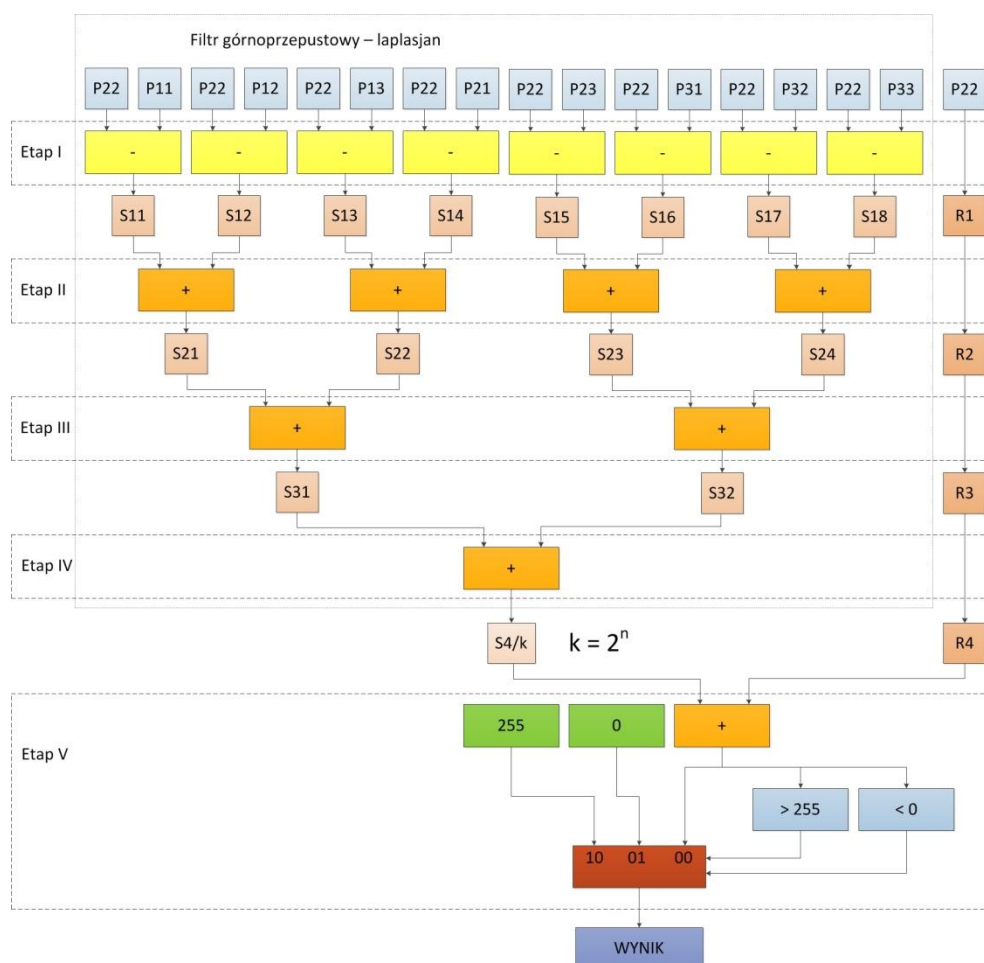 Filtr górnoprzepustowy – laplasjan
P22 P11 P22 P12 P22 P13 P22 P21 P22 P23 P22 P31 P22 P32 P22 P33 P22
Etap I - - - - - - - -
S11 S12 S13 S14 S15 S16 S17 S18 R1
Etap II + + + +
S21 S22 S23 S24 R2
Etap III + +
S31 S32 R3
Etap IV +
S4/k k = 2ⁿ R4
255 0 +
Etap V
> 255 < 0
10 01 00
WYNIK